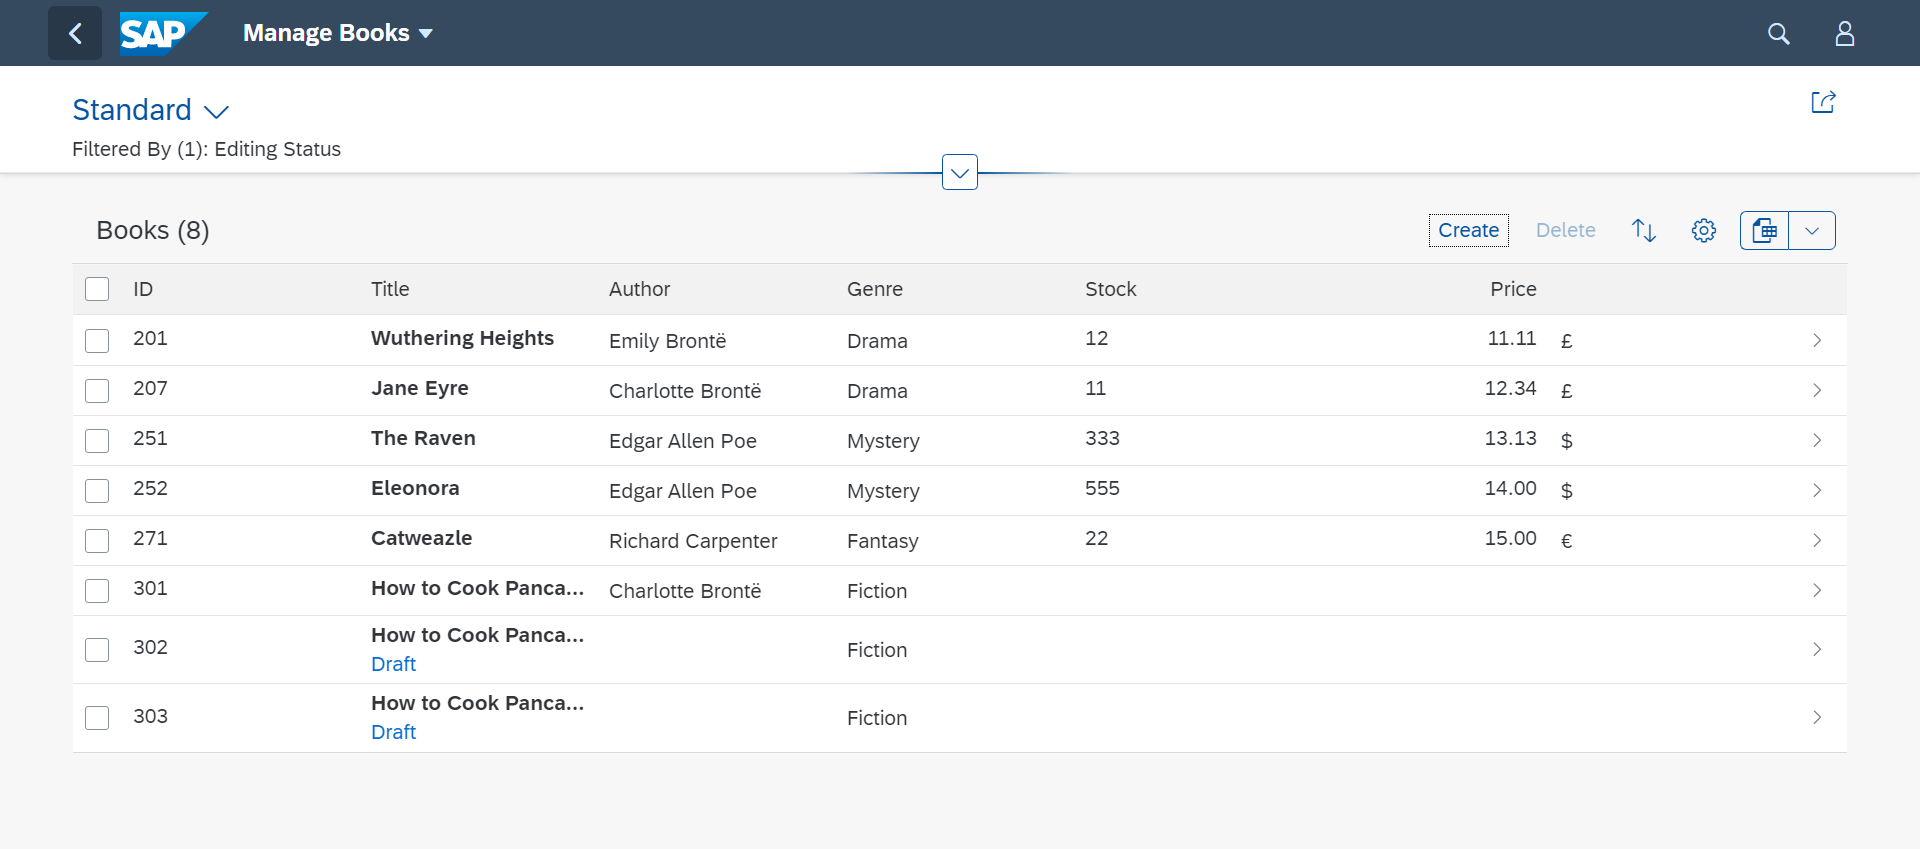 SAP Manage Books
Standard
Filtered By (1): Editing Status
Books (8) Create Delete
ID Title Author Genre Stock Price
201 Wuthering Heights Emily Brontë Drama 12 11.11 £
207 Jane Eyre Charlotte Brontë Drama 11 12.34 £
251 The Raven Edgar Allen Poe Mystery 333 13.13 $
252 Eleonora Edgar Allen Poe Mystery 555 14.00 $
271 Catweazle Richard Carpenter Fantasy 22 15.00 €
301 How to Cook Panca... Charlotte Brontë Fiction
302 How to Cook Panca... Fiction
Draft
303 How to Cook Panca... Fiction
Draft